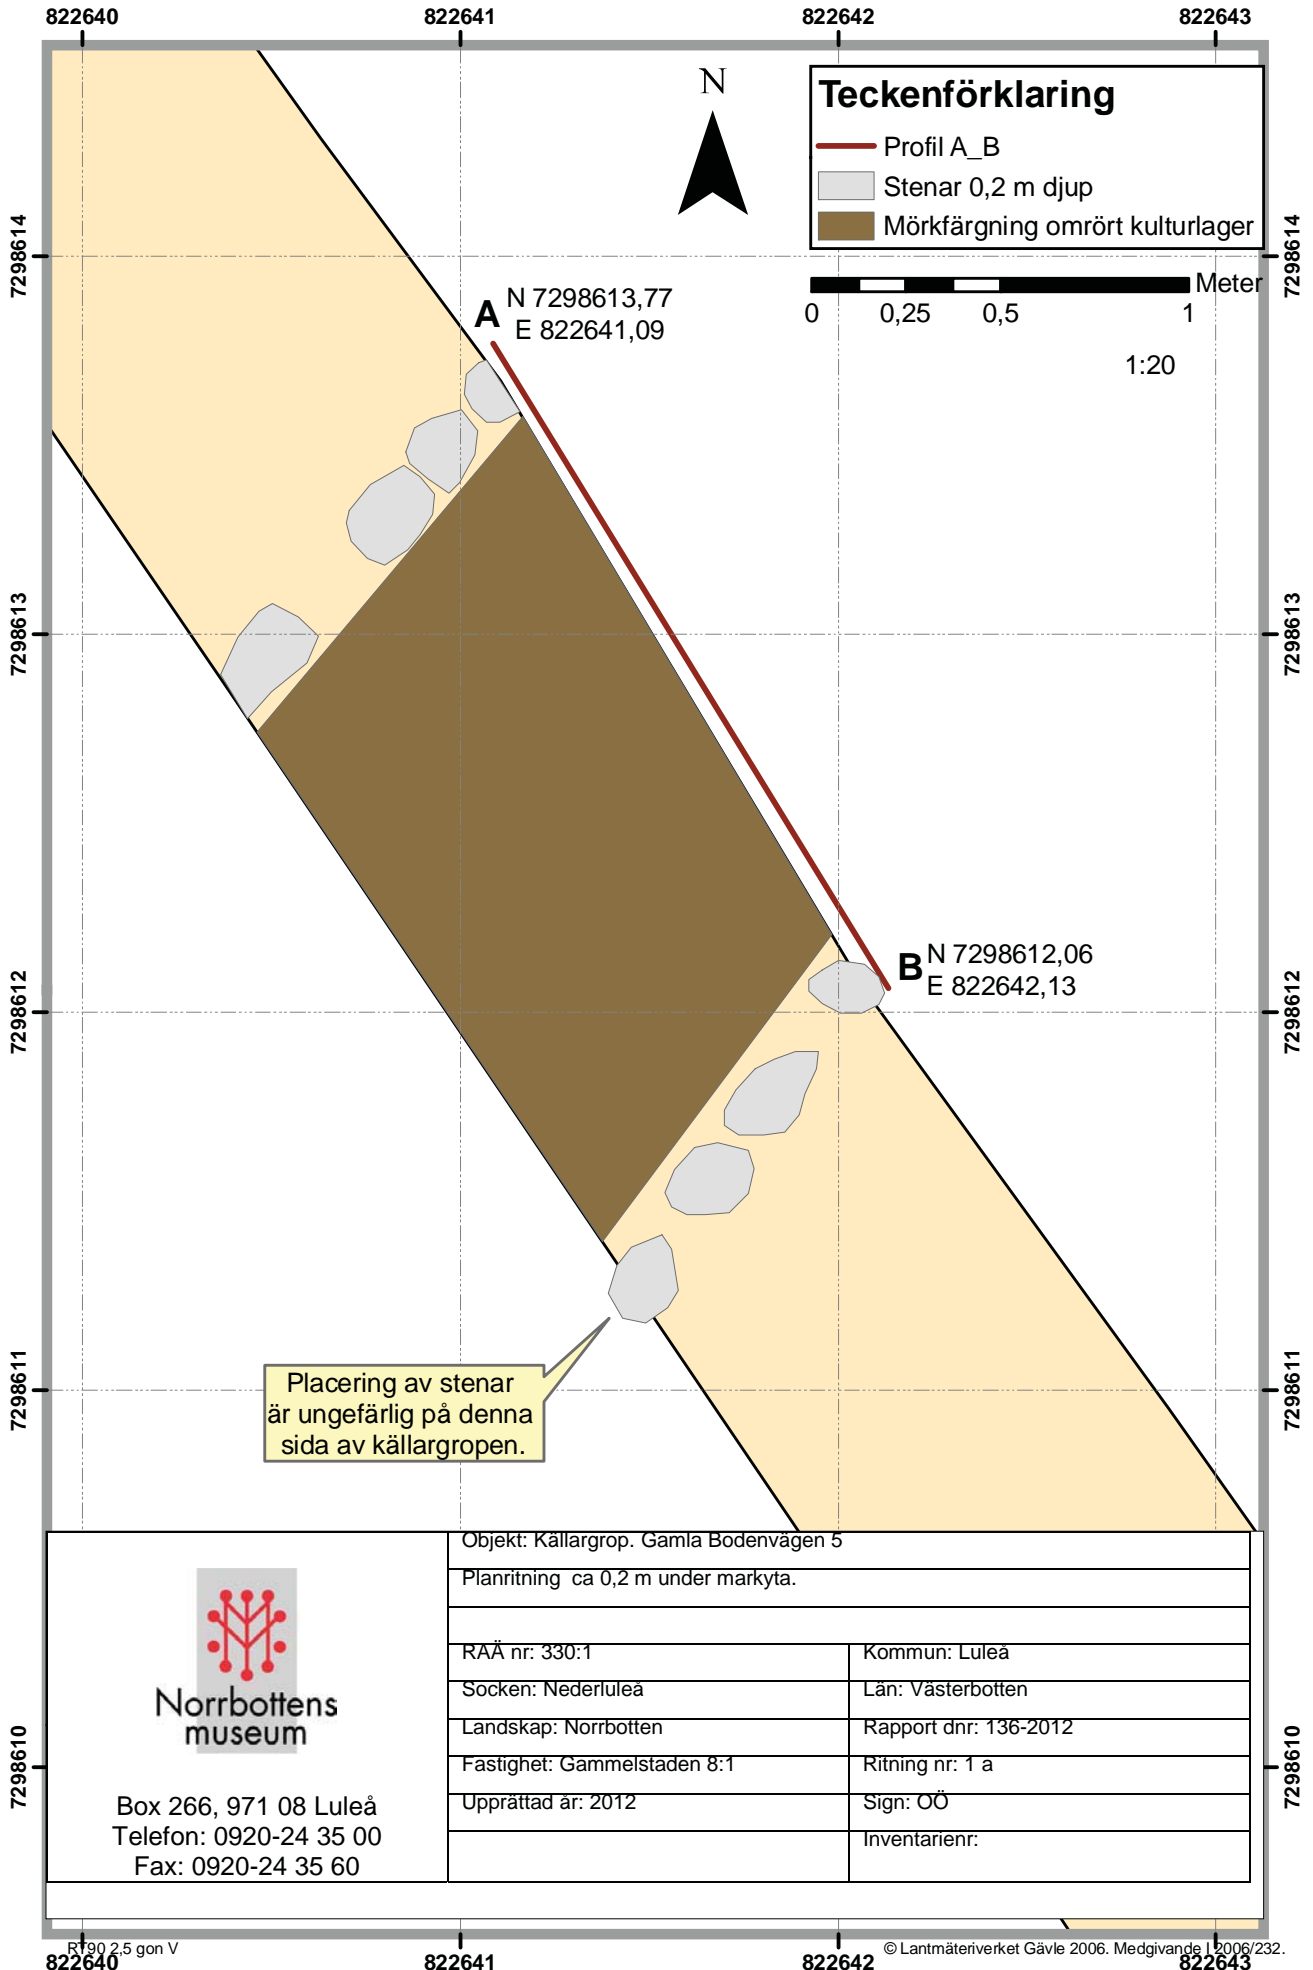 822640 822641 822642 822643
N
Teckenförklaring
Profil A_B
Stenar 0,2 m djup
Mörkfärgning omrört kulturlager
7298614 7298614
Meter
0 0,25 0,5 1
1:20
A N 7298613,77
E 822641,09
7298613 7298613
B N 7298612,06
E 822642,13
7298612 7298612
Placering av stenar
är ungefärlig på denna
sida av källargropen.
7298611 7298611
Objekt: Källargrop. Gamla Bodenvägen 5
Planritning ca 0,2 m under markyta.
RAÄ nr: 330:1 Kommun: Luleå
Socken: Nederluleå Län: Västerbotten
Landskap: Norrbotten Rapport dnr: 136-2012
Fastighet: Gammelstaden 8:1 Ritning nr: 1 a
Upprättad år: 2012 Sign: OÖ
Inventarienr:
Norrbottens
museum
Box 266, 971 08 Luleå
Telefon: 0920-24 35 00
Fax: 0920-24 35 60
7298610 7298610
RT90 2,5 gon V
© Lantmäteriverket Gävle 2006. Medgivande I 2006/232.
822640 822641 822642 822643